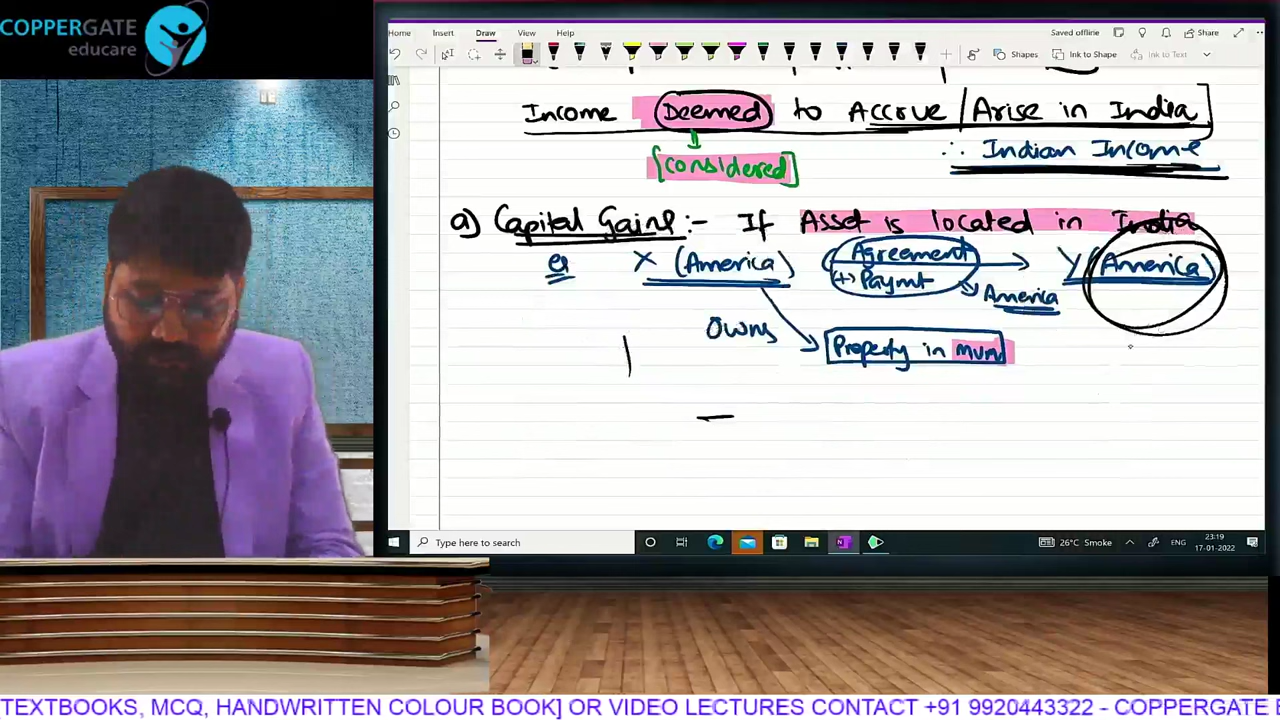 COPPERGATE
educare
Home Insert Draw View Help
Saved offline Share
Shapes Ink to Shape Ink to Text
Income Deemed to Accrue / Arise in India
[considered]
∴ Indian Income
a) Capital Gains :- If Asset is located in India
eg X (America) Agreement Y (America)
(+) Paymt
America
Owns
Property in Mum
Type here to search
26°C Smoke ENG 23:19
17-01-2022
TEXTBOOKS, MCQ, HANDWRITTEN COLOUR BOOK] OR VIDEO LECTURES CONTACT +91 9920443322 - COPPERGATE E